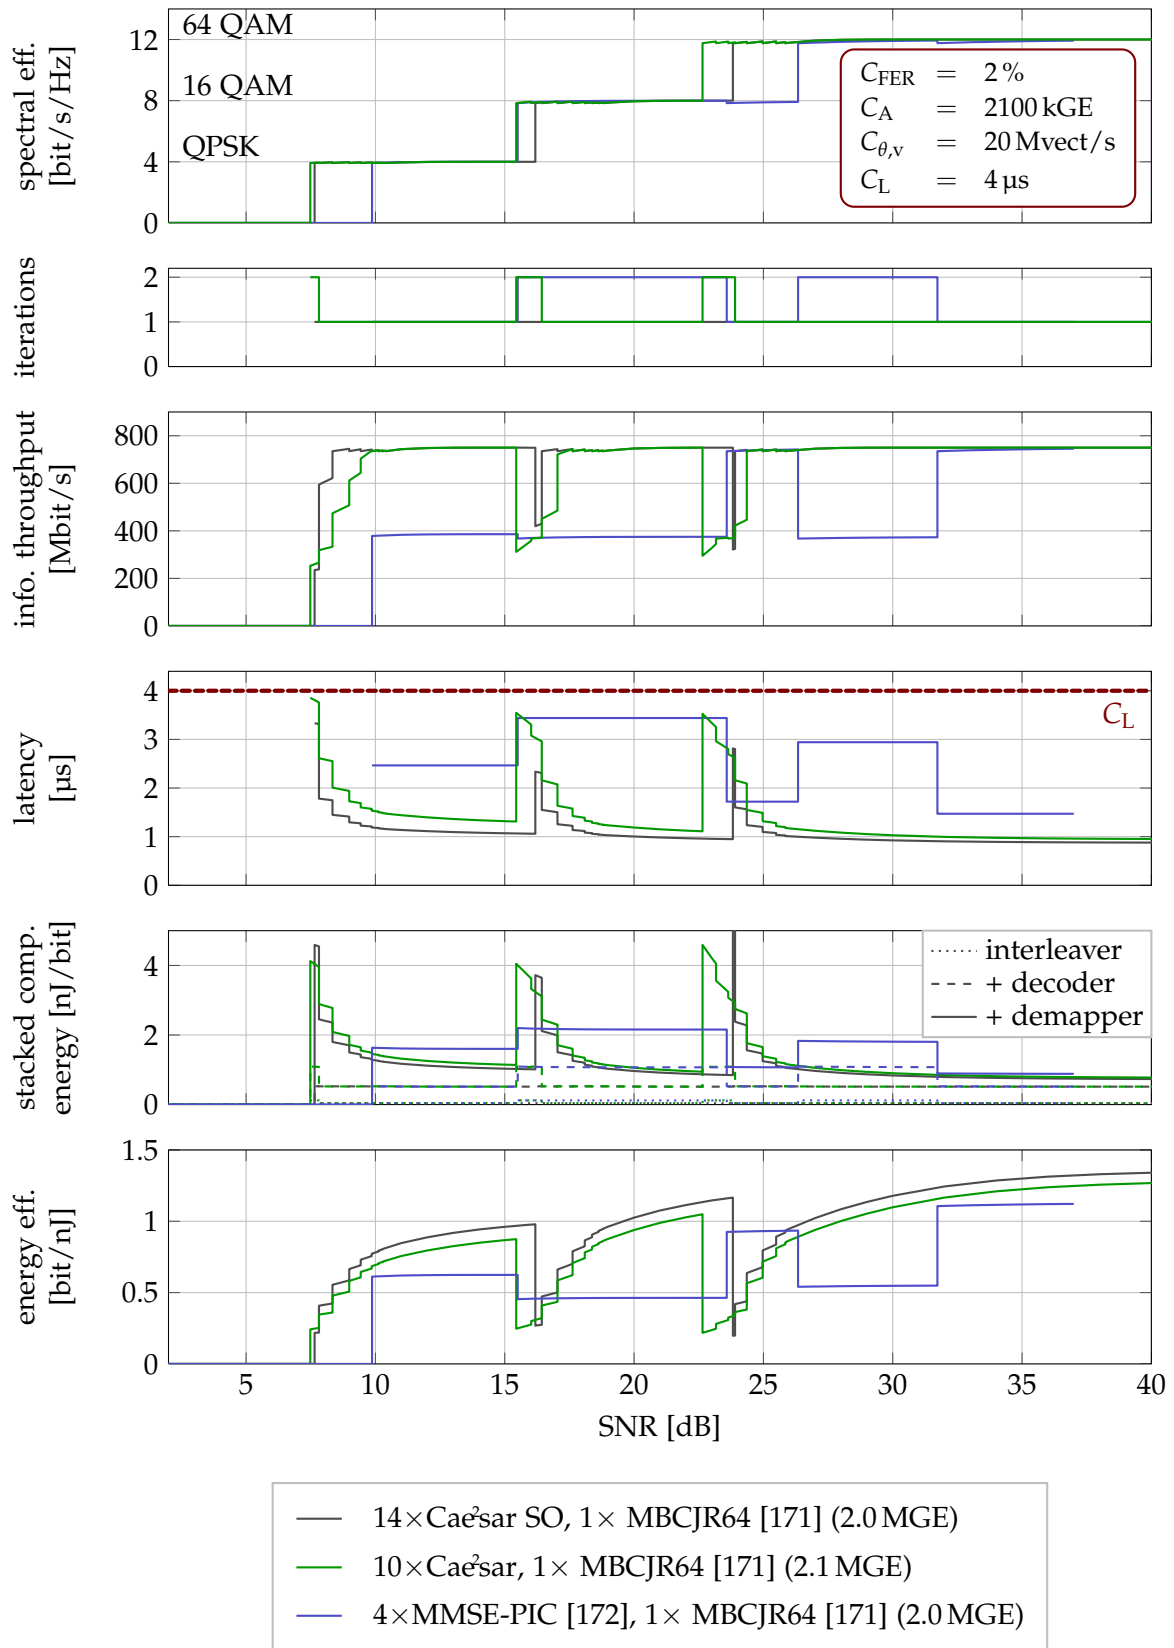 spectral eff.
[bit/s/Hz]
12
8
4
0
64 QAM
16 QAM
QPSK
C_FER = 2 %
C_A = 2100 kGE
C_θ,v = 20 Mvect/s
C_L = 4 µs
iterations
2
1
0
info. throughput
[Mbit/s]
800
600
400
200
0
latency
[µs]
4
3
2
1
0
C_L
stacked comp.
energy [nJ/bit]
4
2
0
interleaver
+ decoder
+ demapper
energy eff.
[bit/nJ]
1.5
1
0.5
0
5 10 15 20 25 30 35 40
SNR [dB]
14×Cae²sar SO, 1× MBCJR64 [171] (2.0 MGE)
10×Cae²sar, 1× MBCJR64 [171] (2.1 MGE)
4×MMSE-PIC [172], 1× MBCJR64 [171] (2.0 MGE)